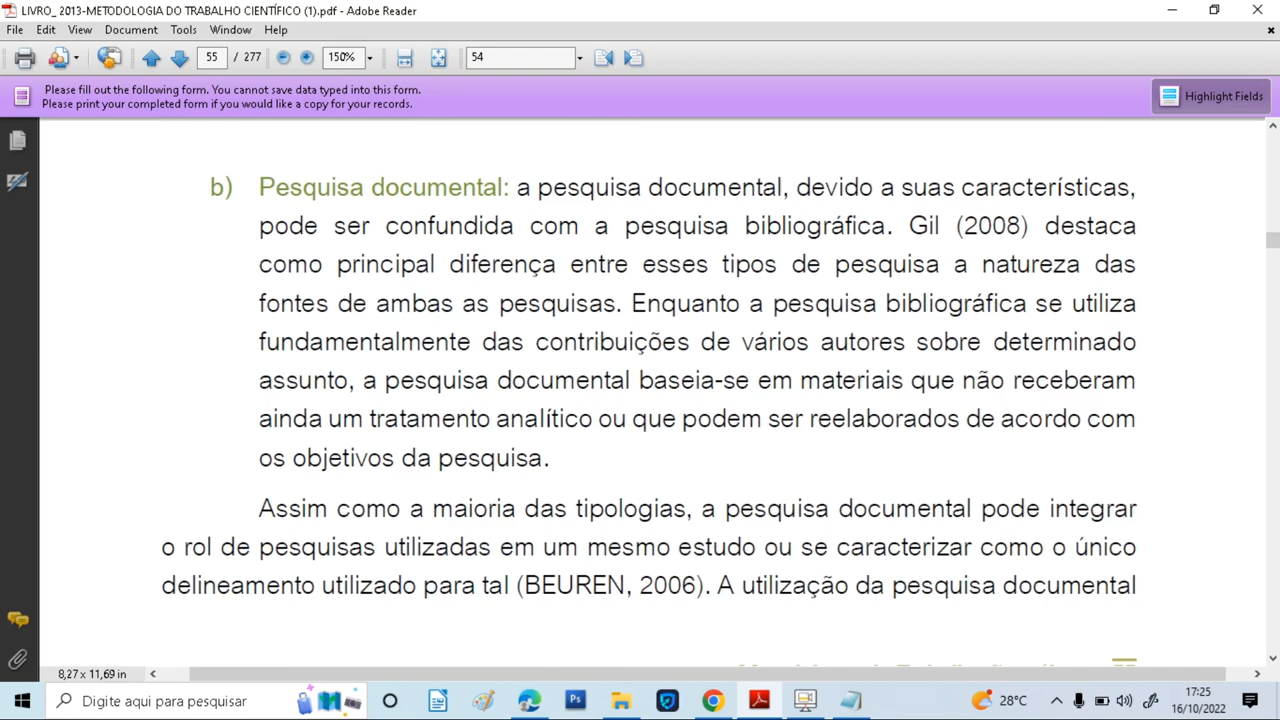 LIVRO_ 2013-METODOLOGIA DO TRABALHO CIENTÍFICO (1).pdf - Adobe Reader
File Edit View Document Tools Window Help
55 / 277 150% 54
Please fill out the following form. You cannot save data typed into this form.
Please print your completed form if you would like a copy for your records.
Highlight Fields
b) Pesquisa documental: a pesquisa documental, devido a suas características,
pode ser confundida com a pesquisa bibliográfica. Gil (2008) destaca
como principal diferença entre esses tipos de pesquisa a natureza das
fontes de ambas as pesquisas. Enquanto a pesquisa bibliográfica se utiliza
fundamentalmente das contribuições de vários autores sobre determinado
assunto, a pesquisa documental baseia-se em materiais que não receberam
ainda um tratamento analítico ou que podem ser reelaborados de acordo com
os objetivos da pesquisa.
Assim como a maioria das tipologias, a pesquisa documental pode integrar
o rol de pesquisas utilizadas em um mesmo estudo ou se caracterizar como o único
delineamento utilizado para tal (BEUREN, 2006). A utilização da pesquisa documental
8,27 x 11,69 in
Digite aqui para pesquisar
Ps
28°C
17:25
16/10/2022